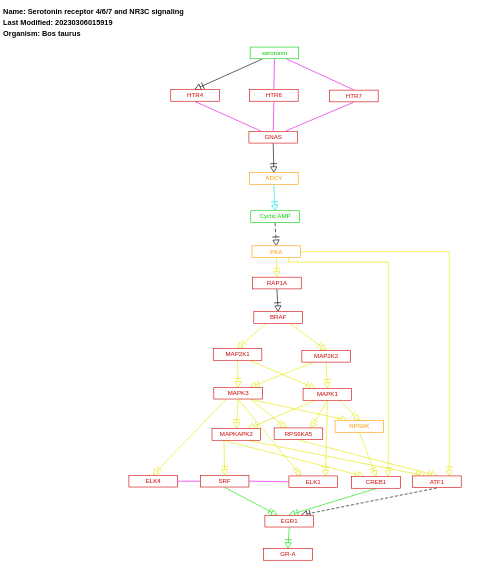 Name: Serotonin receptor 4/6/7 and NR3C signaling
Last Modified: 20230306015919
Organism: Bos taurus
serotonin
HTR4
HTR6
HTR7
GNAS
ADCY
Cyclic AMP
PKA
RAP1A
BRAF
MAP2K1
MAP2K2
MAPK3
MAPK1
RPS6K
MAPKAPK2
RPS6KA5
ELK4
SRF
ELK1
CREB1
ATF1
EGR1
GR-A